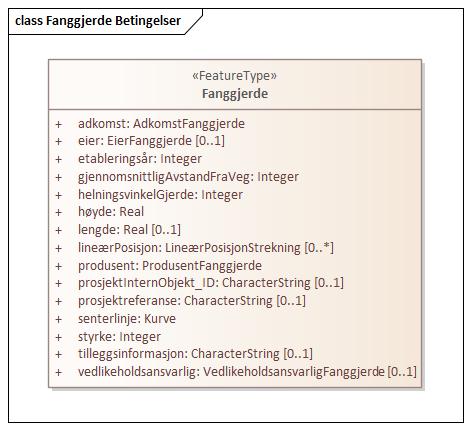 class Fanggjerde Betingelser
«FeatureType»
Fanggjerde
+ adkomst: AdkomstFanggjerde
+ eier: EierFanggjerde [0..1]
+ etableringsår: Integer
+ gjennomsnittligAvstandFraVeg: Integer
+ helningsvinkelGjerde: Integer
+ høyde: Real
+ lengde: Real [0..1]
+ lineærPosisjon: LineærPosisjonStrekning [0..*]
+ produsent: ProdusentFanggjerde
+ prosjektInternObjekt_ID: CharacterString [0..1]
+ prosjektreferanse: CharacterString [0..1]
+ senterlinje: Kurve
+ styrke: Integer
+ tilleggsinformasjon: CharacterString [0..1]
+ vedlikeholdsansvarlig: VedlikeholdsansvarligFanggjerde [0..1]